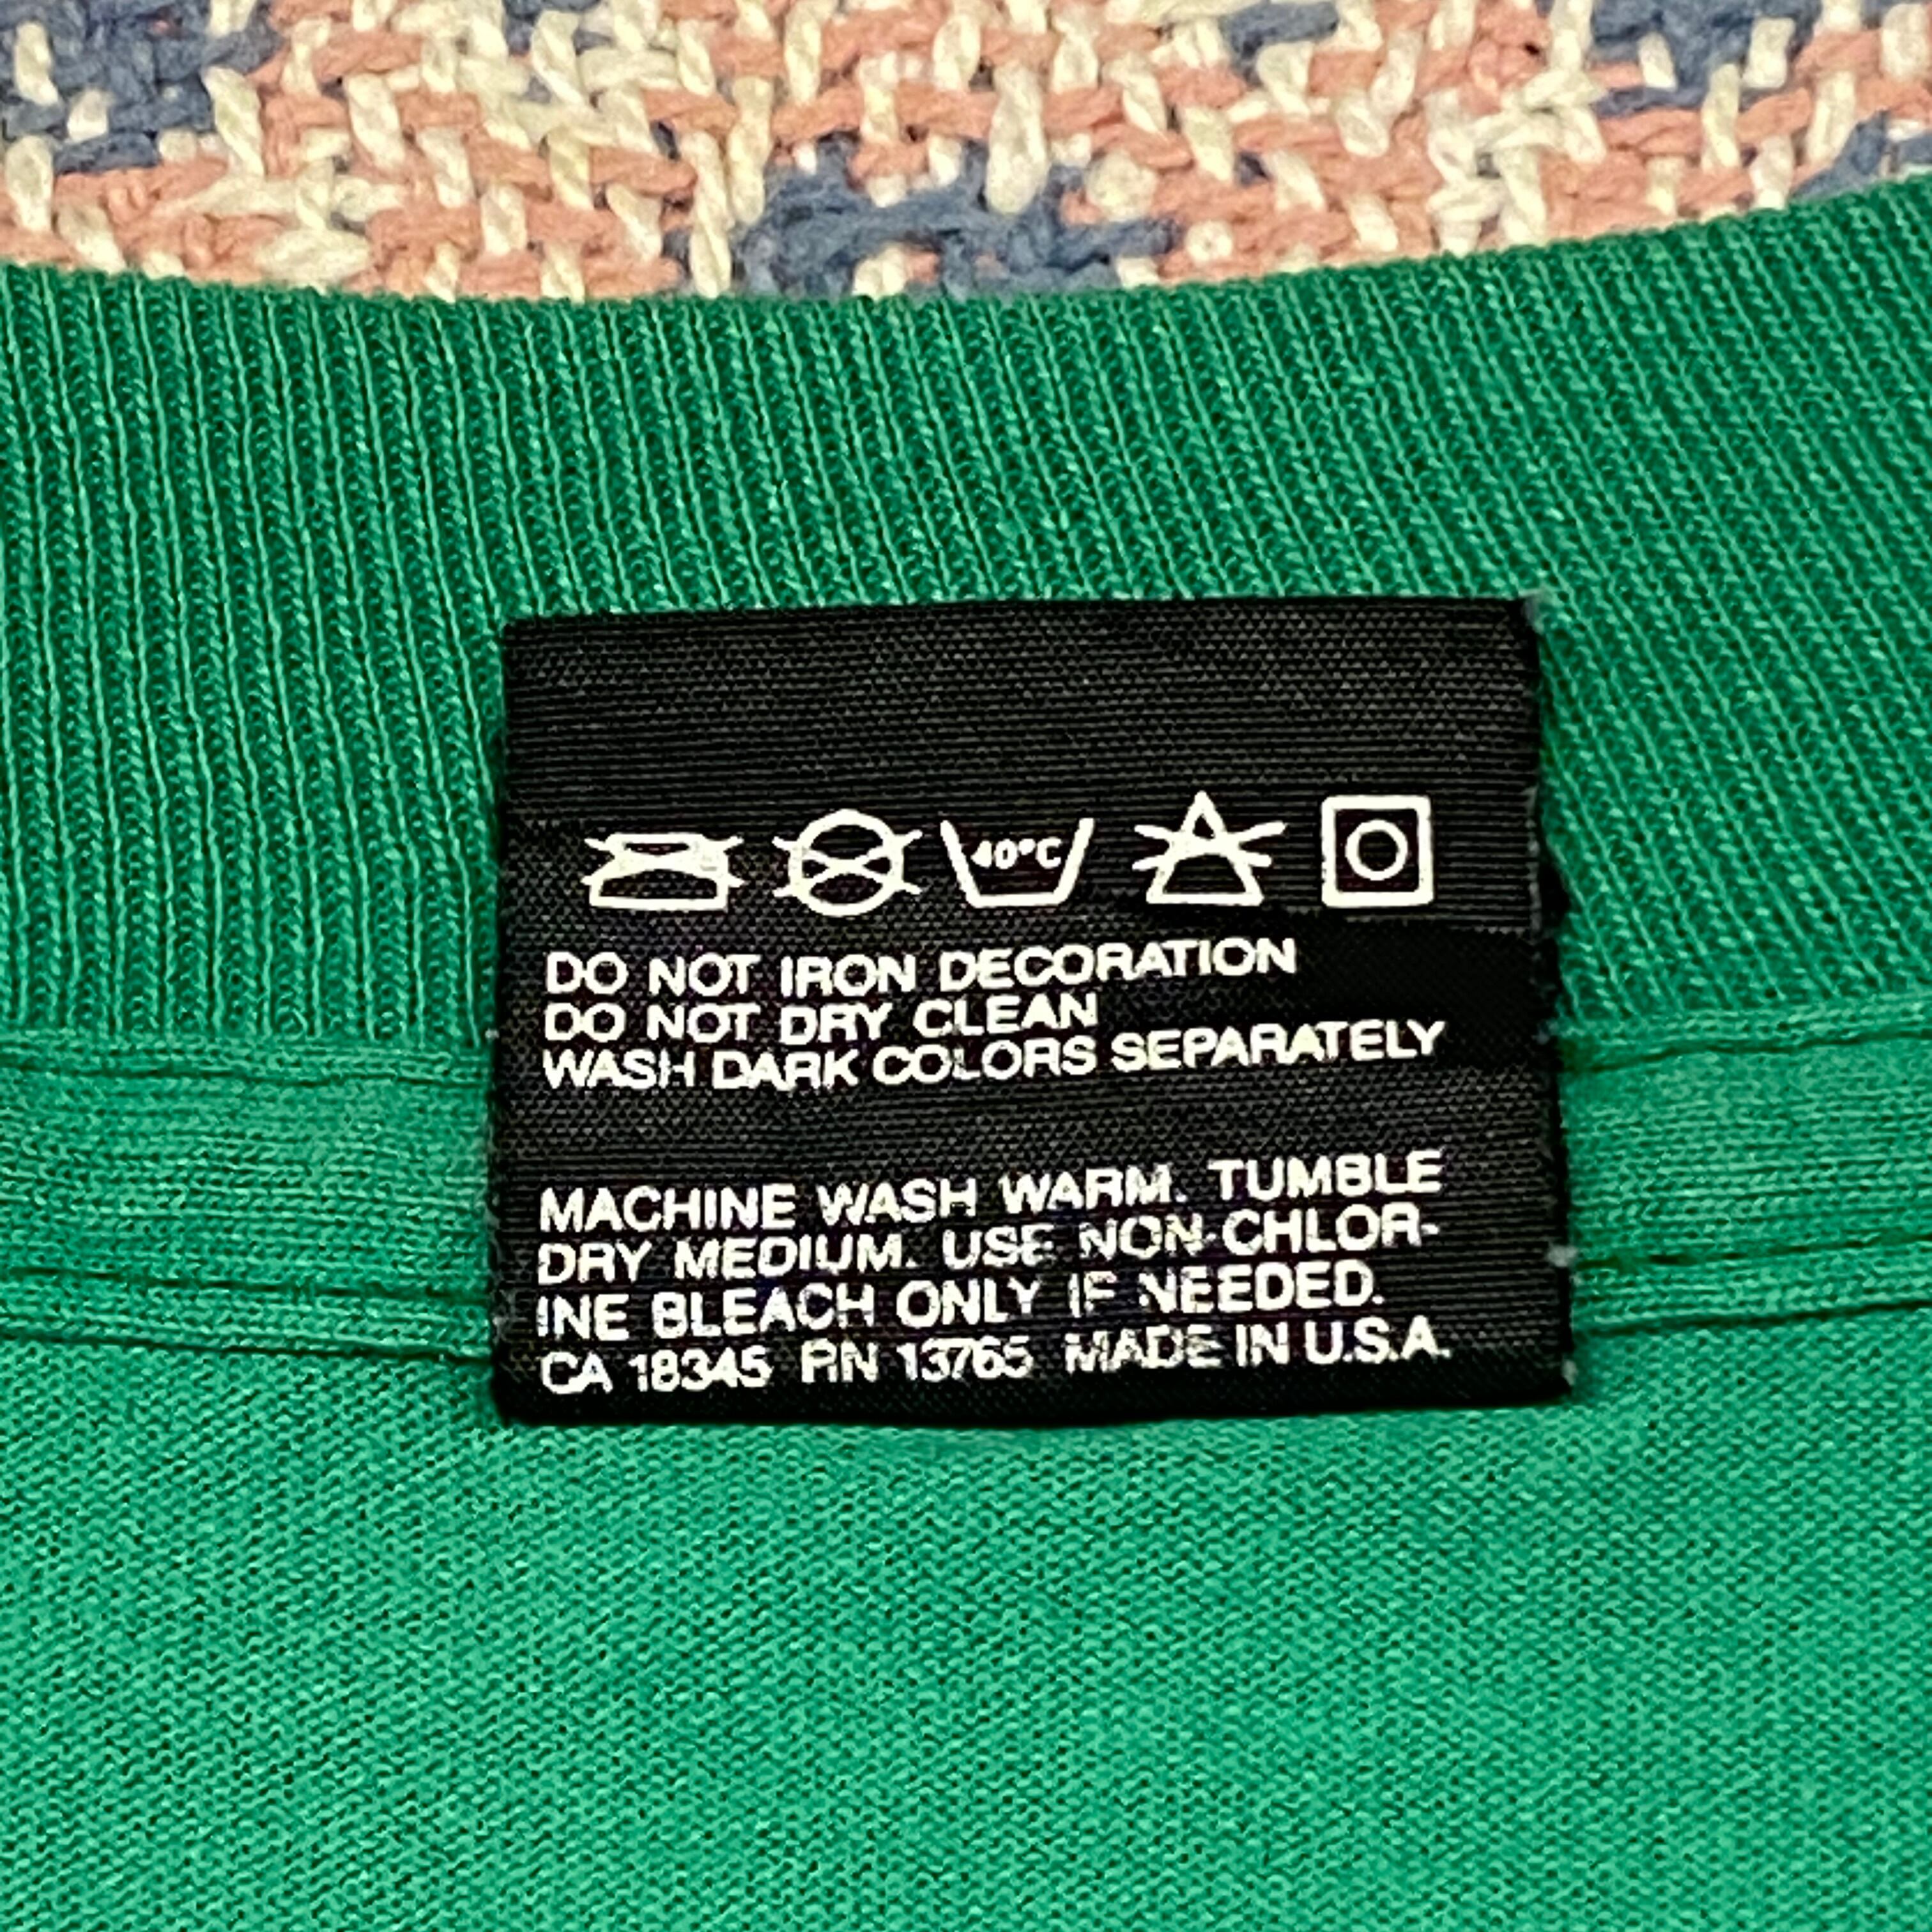 40°C
DO NOT IRON DECORATION
DO NOT DRY CLEAN
WASH DARK COLORS SEPARATELY
MACHINE WASH WARM. TUMBLE
DRY MEDIUM. USE NON-CHLOR-
INE BLEACH ONLY IF NEEDED.
CA 18345 RN 13765 MADE IN U.S.A.